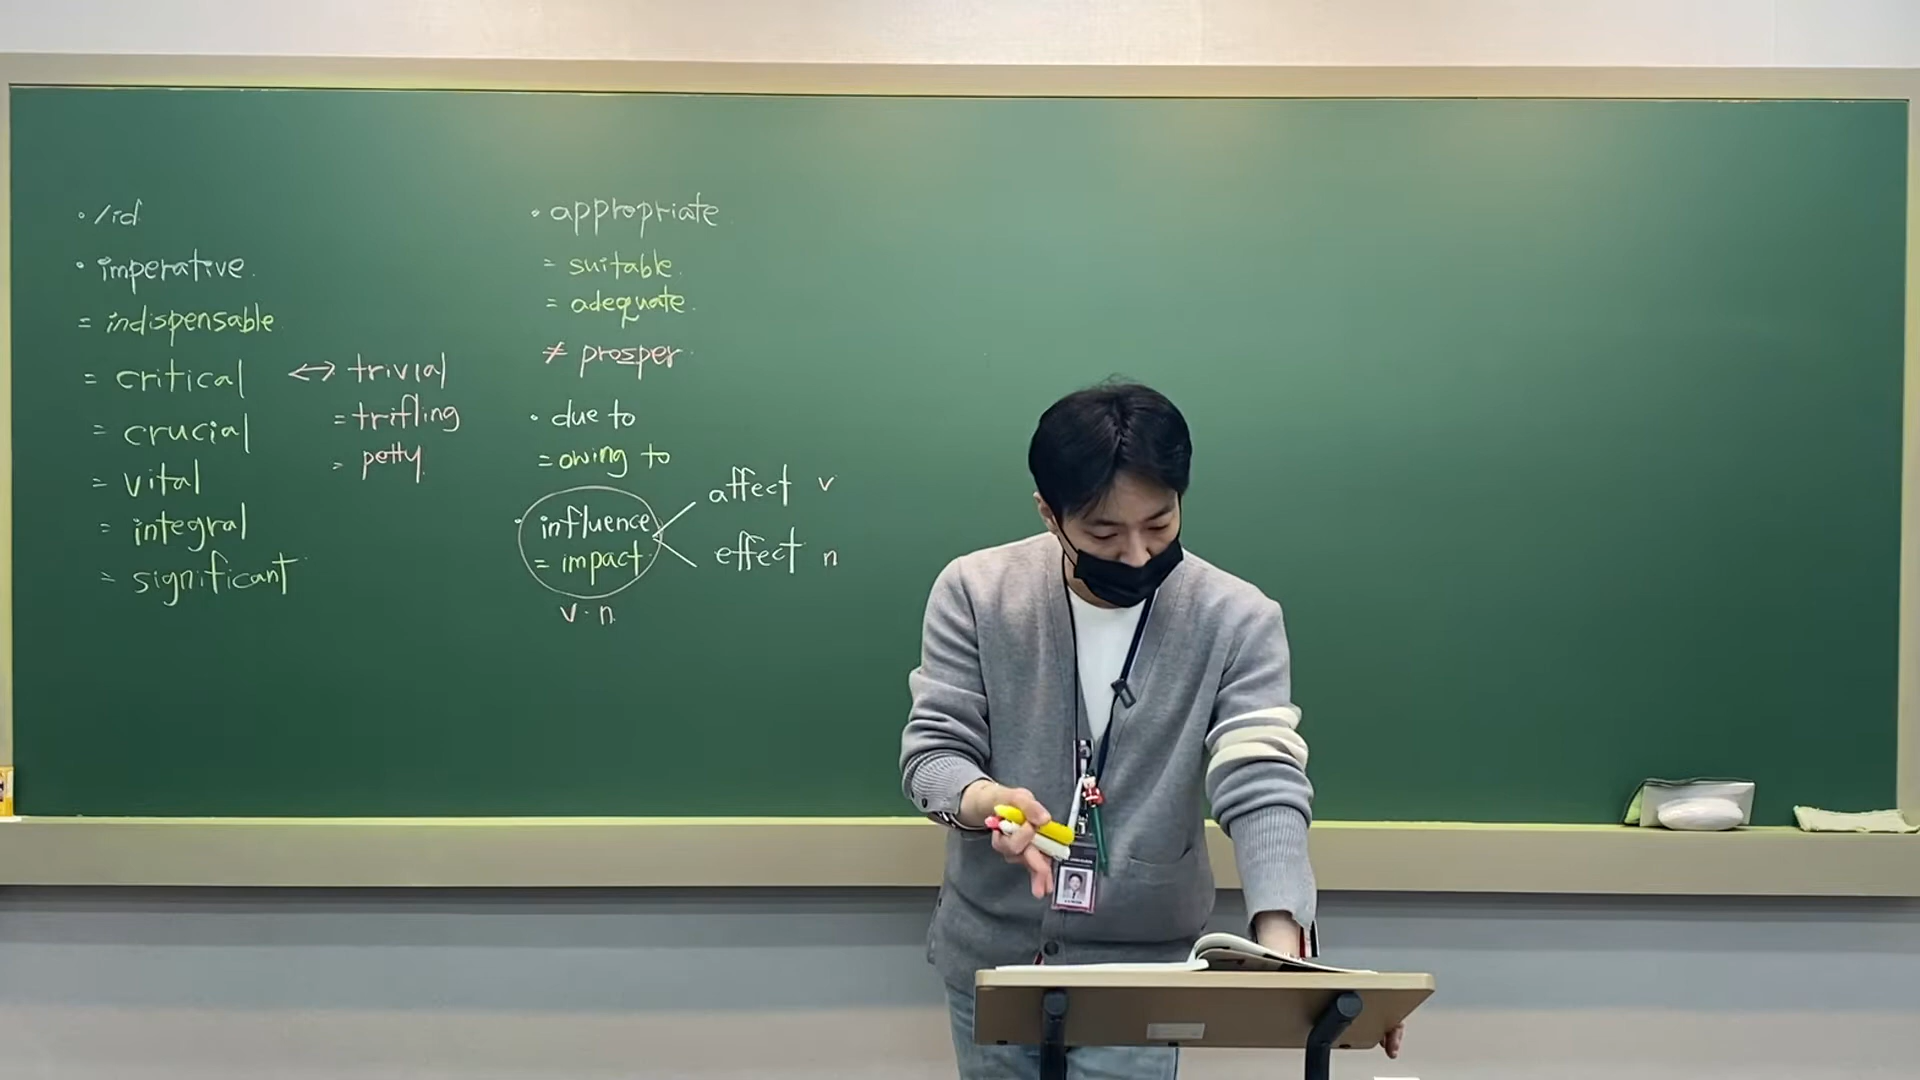 · /id
· imperative.
= indispensable.
= critical ↔ trivial
= trifling
= petty.
= crucial
= vital
= integral
= significant
· appropriate.
= suitable.
= adequate.
≠ prosper.
· due to
= owing to
· influence
= impact
v · n
affect v
effect n